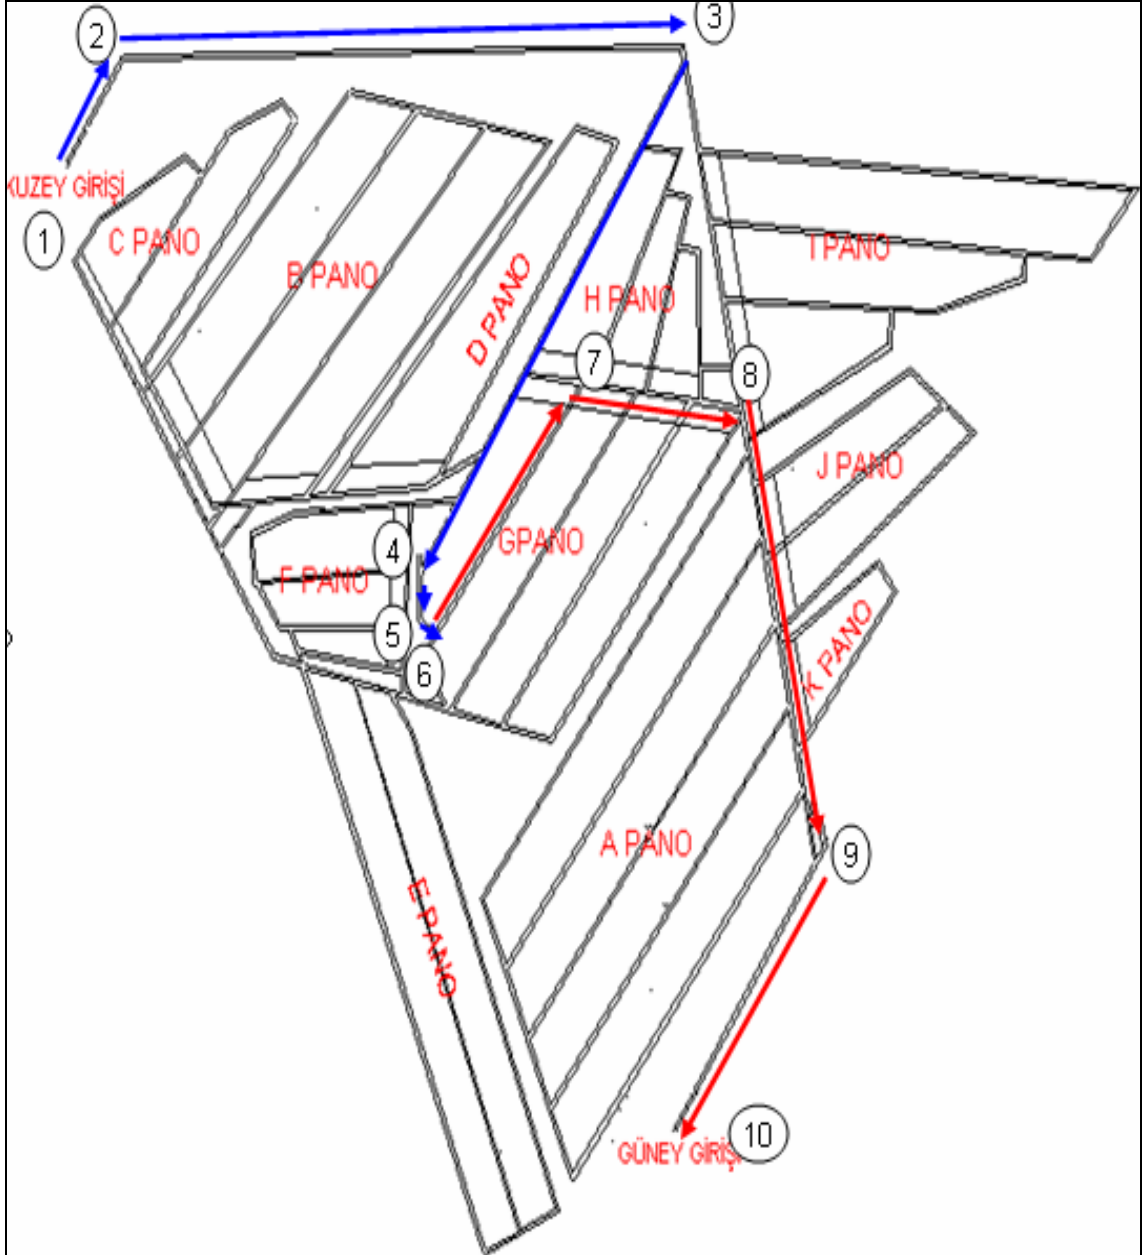 2
3
KUZEY GİRİŞİ
1
C PANO
B PANO
D PANO
H PANO
I PANO
7
8
J PANO
4
GPANO
F PANO
5
6
K PANO
A PANO
9
E PANO
10
GÜNEY GİRİŞİ